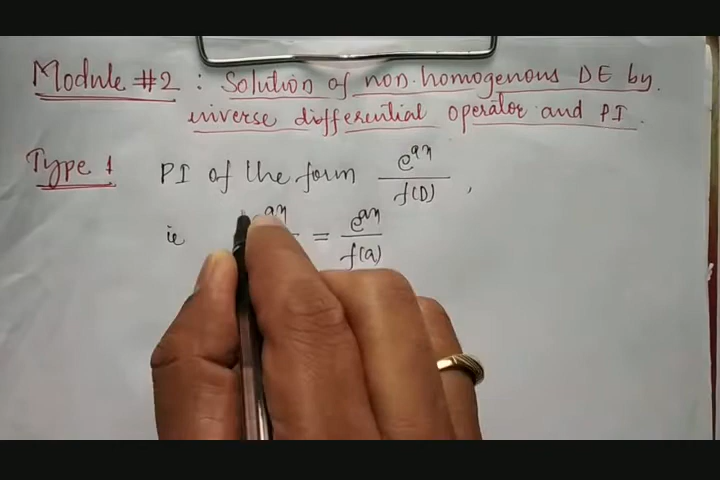 Module #2 : Solution of non-homogenous DE by
inverse differential operator and PI.
Type 1 PI of the form e^ax / f(D) ,
ie = e^ax / f(a)